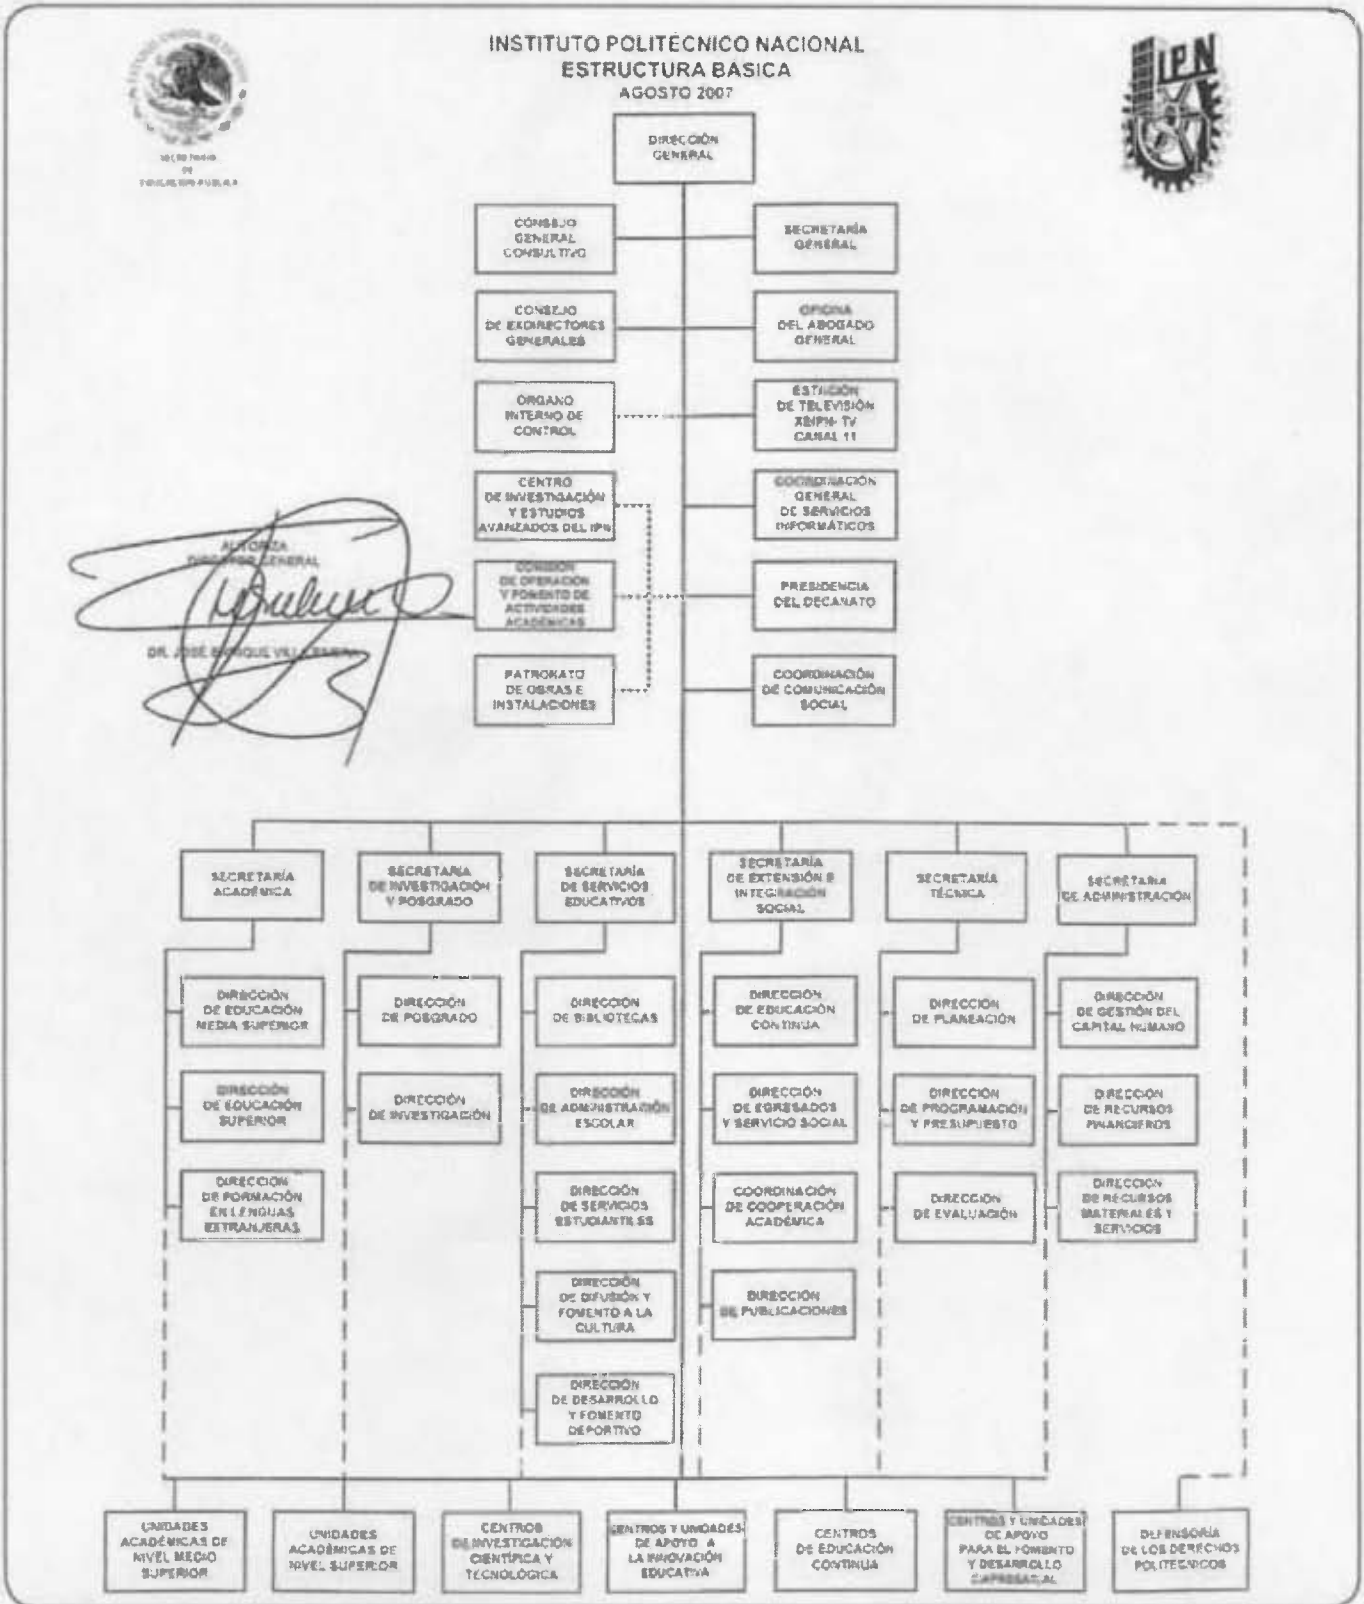 INSTITUTO POLITÉCNICO NACIONAL
ESTRUCTURA BÁSICA
AGOSTO 2007
IPN
SECRETARÍA
DE
EDUCACIÓN PÚBLICA
DIRECCIÓN
GENERAL
CONSEJO
GENERAL
CONSULTIVO
SECRETARÍA
GENERAL
CONSEJO
DE EXDIRECTORES
GENERALES
OFICINA
DEL ABOGADO
GENERAL
ÓRGANO
INTERNO DE
CONTROL
ESTACIÓN
DE TELEVISIÓN
XEIPN- TV
CANAL 11
CENTRO
DE INVESTIGACIÓN
Y ESTUDIOS
AVANZADOS DEL IPN
COORDINACIÓN
GENERAL
DE SERVICIOS
INFORMÁTICOS
AUTORIZA
DIRECTOR GENERAL
DR. JOSÉ ENRIQUE
COMISIÓN
DE OPERACIÓN
Y FOMENTO DE
ACTIVIDADES
ACADÉMICAS
PRESIDENCIA
DEL DECANATO
PATRONATO
DE OBRAS E
INSTALACIONES
COORDINACIÓN
DE COMUNICACIÓN
SOCIAL
SECRETARÍA
ACADÉMICA
SECRETARÍA
DE INVESTIGACIÓN
Y POSGRADO
SECRETARÍA
DE SERVICIOS
EDUCATIVOS
SECRETARÍA
DE EXTENSIÓN E
INTEGRACIÓN
SOCIAL
SECRETARÍA
TÉCNICA
SECRETARÍA
DE ADMINISTRACIÓN
DIRECCIÓN
DE EDUCACIÓN
MEDIA SUPERIOR
DIRECCIÓN
DE POSGRADO
DIRECCIÓN
DE BIBLIOTECAS
DIRECCIÓN
DE EDUCACIÓN
CONTINUA
DIRECCIÓN
DE PLANEACIÓN
DIRECCIÓN
DE GESTIÓN DEL
CAPITAL HUMANO
DIRECCIÓN
DE EDUCACIÓN
SUPERIOR
DIRECCIÓN
DE INVESTIGACIÓN
DIRECCIÓN
DE ADMINISTRACIÓN
ESCOLAR
DIRECCIÓN
DE EGRESADOS
Y SERVICIO SOCIAL
DIRECCIÓN
DE PROGRAMACIÓN
Y PRESUPUESTO
DIRECCIÓN
DE RECURSOS
FINANCIEROS
DIRECCIÓN
DE FORMACIÓN
EN LENGUAS
EXTRANJERAS
DIRECCIÓN
DE SERVICIOS
ESTUDIANTILES
COORDINACIÓN
DE COOPERACIÓN
ACADÉMICA
DIRECCIÓN
DE EVALUACIÓN
DIRECCIÓN
DE RECURSOS
MATERIALES Y
SERVICIOS
DIRECCIÓN
DE DIFUSIÓN Y
FOMENTO A LA
CULTURA
DIRECCIÓN
DE PUBLICACIONES
DIRECCIÓN
DE DESARROLLO
Y FOMENTO
DEPORTIVO
UNIDADES
ACADÉMICAS DE
NIVEL MEDIO
SUPERIOR
UNIDADES
ACADÉMICAS DE
NIVEL SUPERIOR
CENTROS
DE INVESTIGACIÓN
CIENTÍFICA Y
TECNOLÓGICA
CENTROS Y UNIDADES
DE APOYO A
LA INNOVACIÓN
EDUCATIVA
CENTROS
DE EDUCACIÓN
CONTINUA
CENTROS Y UNIDADES
DE APOYO
PARA EL FOMENTO
Y DESARROLLO
EMPRESARIAL
DEFENSORÍA
DE LOS DERECHOS
POLITÉCNICOS